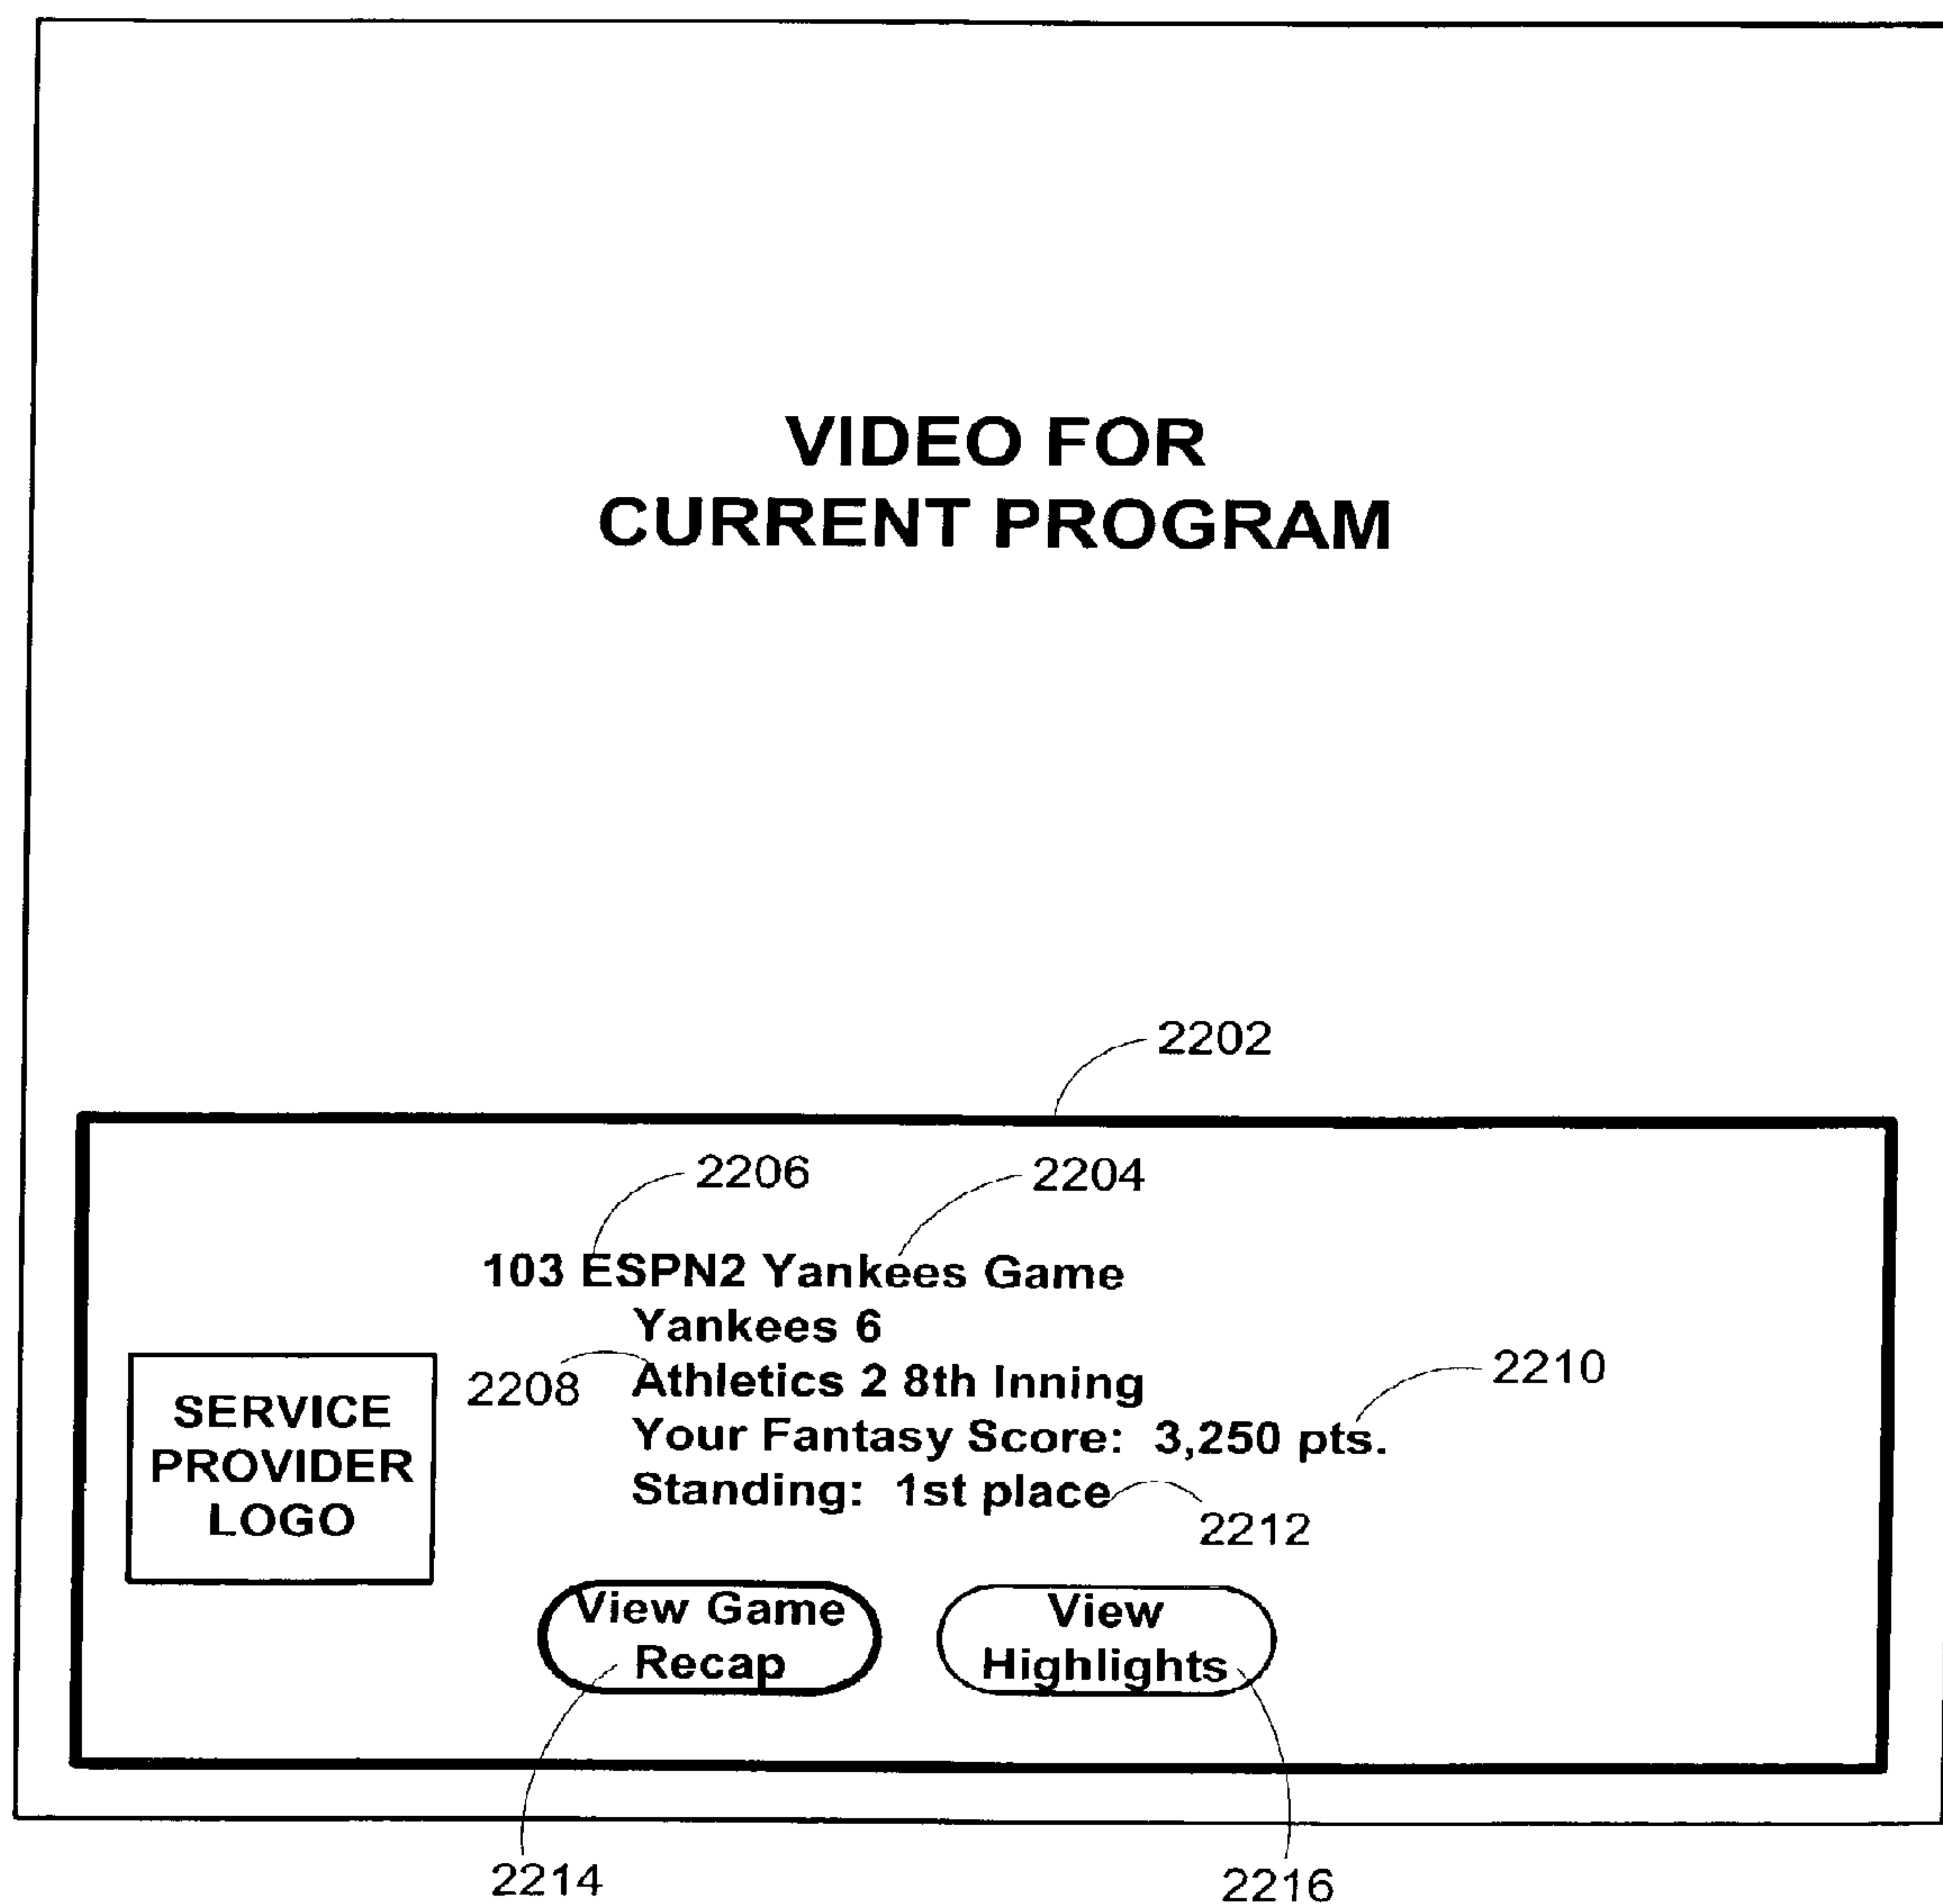 VIDEO FOR
CURRENT PROGRAM
2202
2206
2204
103 ESPN2 Yankees Game
Yankees 6
2208
Athletics 2 8th Inning
2210
Your Fantasy Score: 3,250 pts.
Standing: 1st place
2212
SERVICE
PROVIDER
LOGO
View Game
Recap
View
Highlights
2214
2216